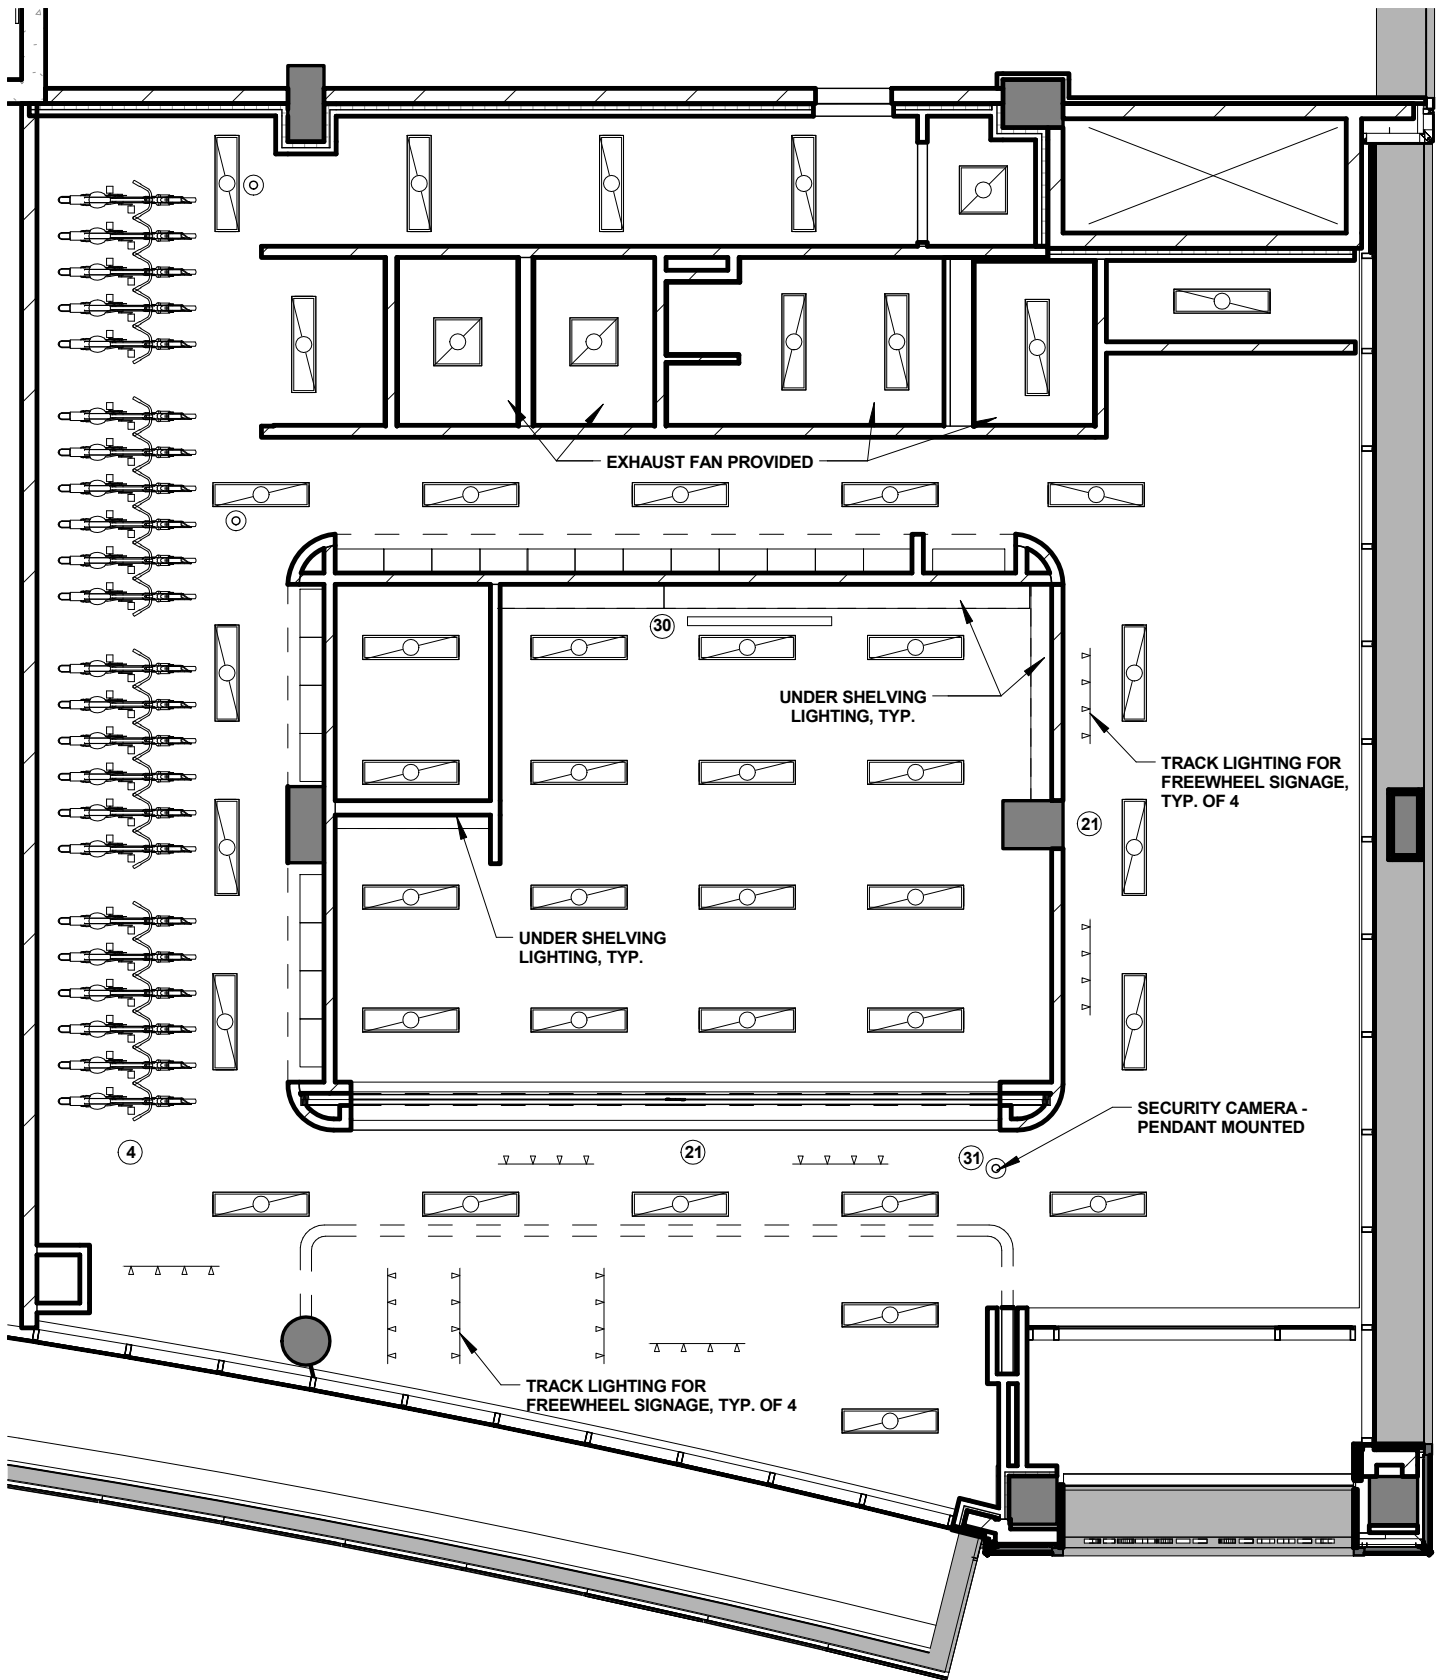 EXHAUST FAN PROVIDED
30
UNDER SHELVING
LIGHTING, TYP.
TRACK LIGHTING FOR
FREEWHEEL SIGNAGE,
TYP. OF 4
21
UNDER SHELVING
LIGHTING, TYP.
SECURITY CAMERA -
PENDANT MOUNTED
4
21
31
TRACK LIGHTING FOR
FREEWHEEL SIGNAGE, TYP. OF 4